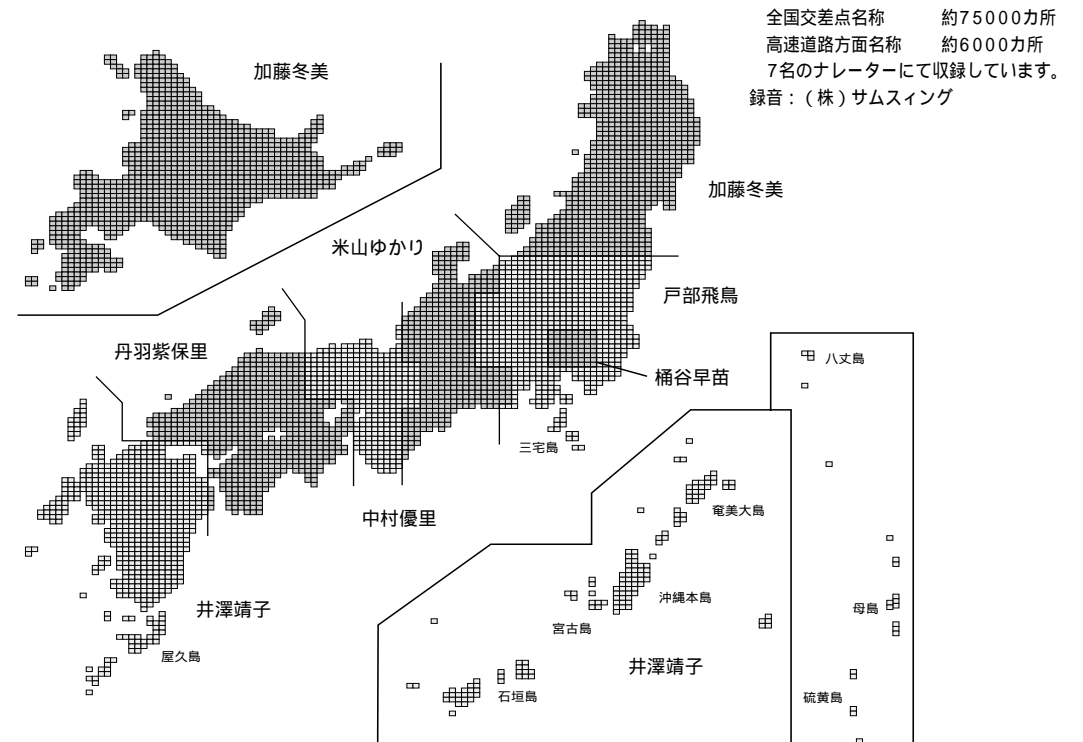 全国交差点名称 約75000カ所
高速道路方面名称 約6000カ所
7名のナレーターにて収録しています。
録音：（株）サムスィング
加藤冬美
加藤冬美
米山ゆかり
戸部飛鳥
丹羽紫保里
桶谷早苗
八丈島
三宅島
奄美大島
中村優里
沖縄本島
井澤靖子
母島
宮古島
屋久島
井澤靖子
石垣島
硫黄島